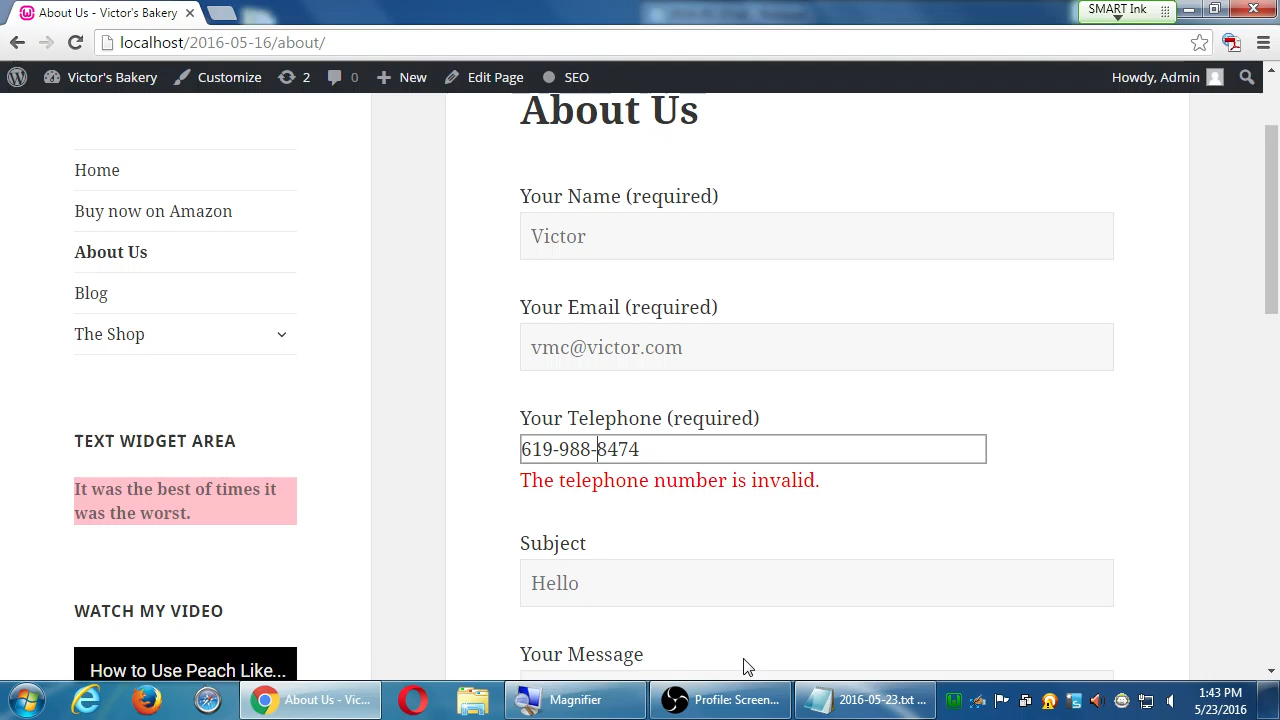 About Us - Victor's Bakery
SMART Ink
localhost/2016-05-16/about/
Victor's Bakery
Customize
2
0
New
Edit Page
SEO
Howdy, Admin
Home
Buy now on Amazon
About Us
Blog
The Shop
TEXT WIDGET AREA
It was the best of times it
was the worst.
WATCH MY VIDEO
How to Use Peach Like...
About Us
Your Name (required)
Victor
Your Email (required)
vmc@victor.com
Your Telephone (required)
619-988-8474
The telephone number is invalid.
Subject
Hello
Your Message
About Us - Vic...
Magnifier
Profile: Screen...
2016-05-23.txt ...
1:43 PM
5/23/2016